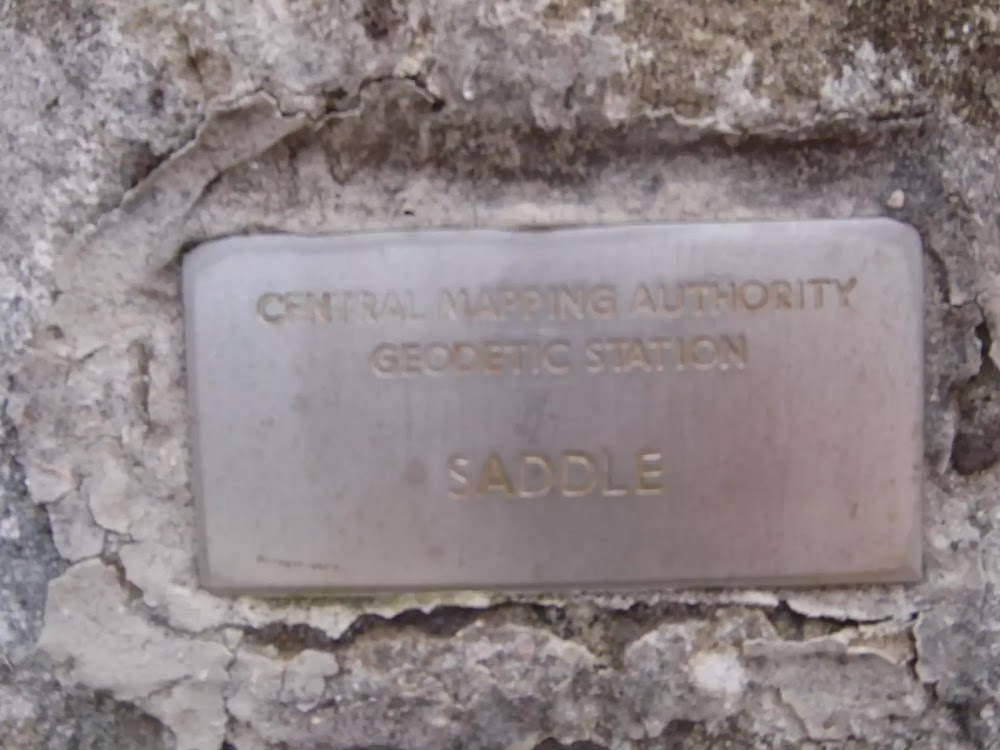 CENTRAL MAPPING AUTHORITY
GEODETIC STATION
SADDLE